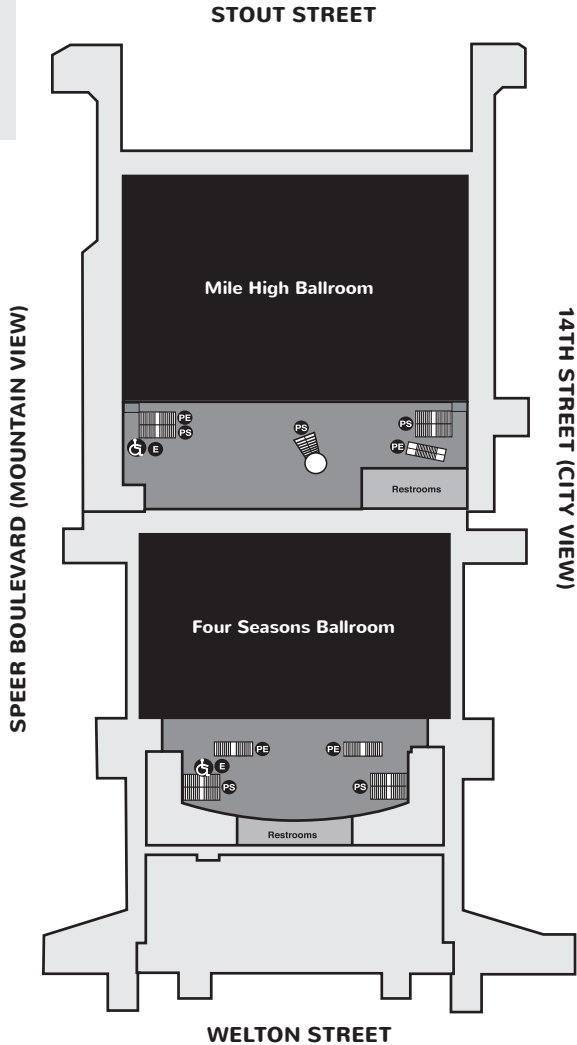 STOUT STREET
SPEER BOULEVARD (MOUNTAIN VIEW)
14TH STREET (CITY VIEW)
Mile High Ballroom
PE
PS
E
PS
PS
PE
Restrooms
Four Seasons Ballroom
PE
PE
E
PS
PS
Restrooms
WELTON STREET